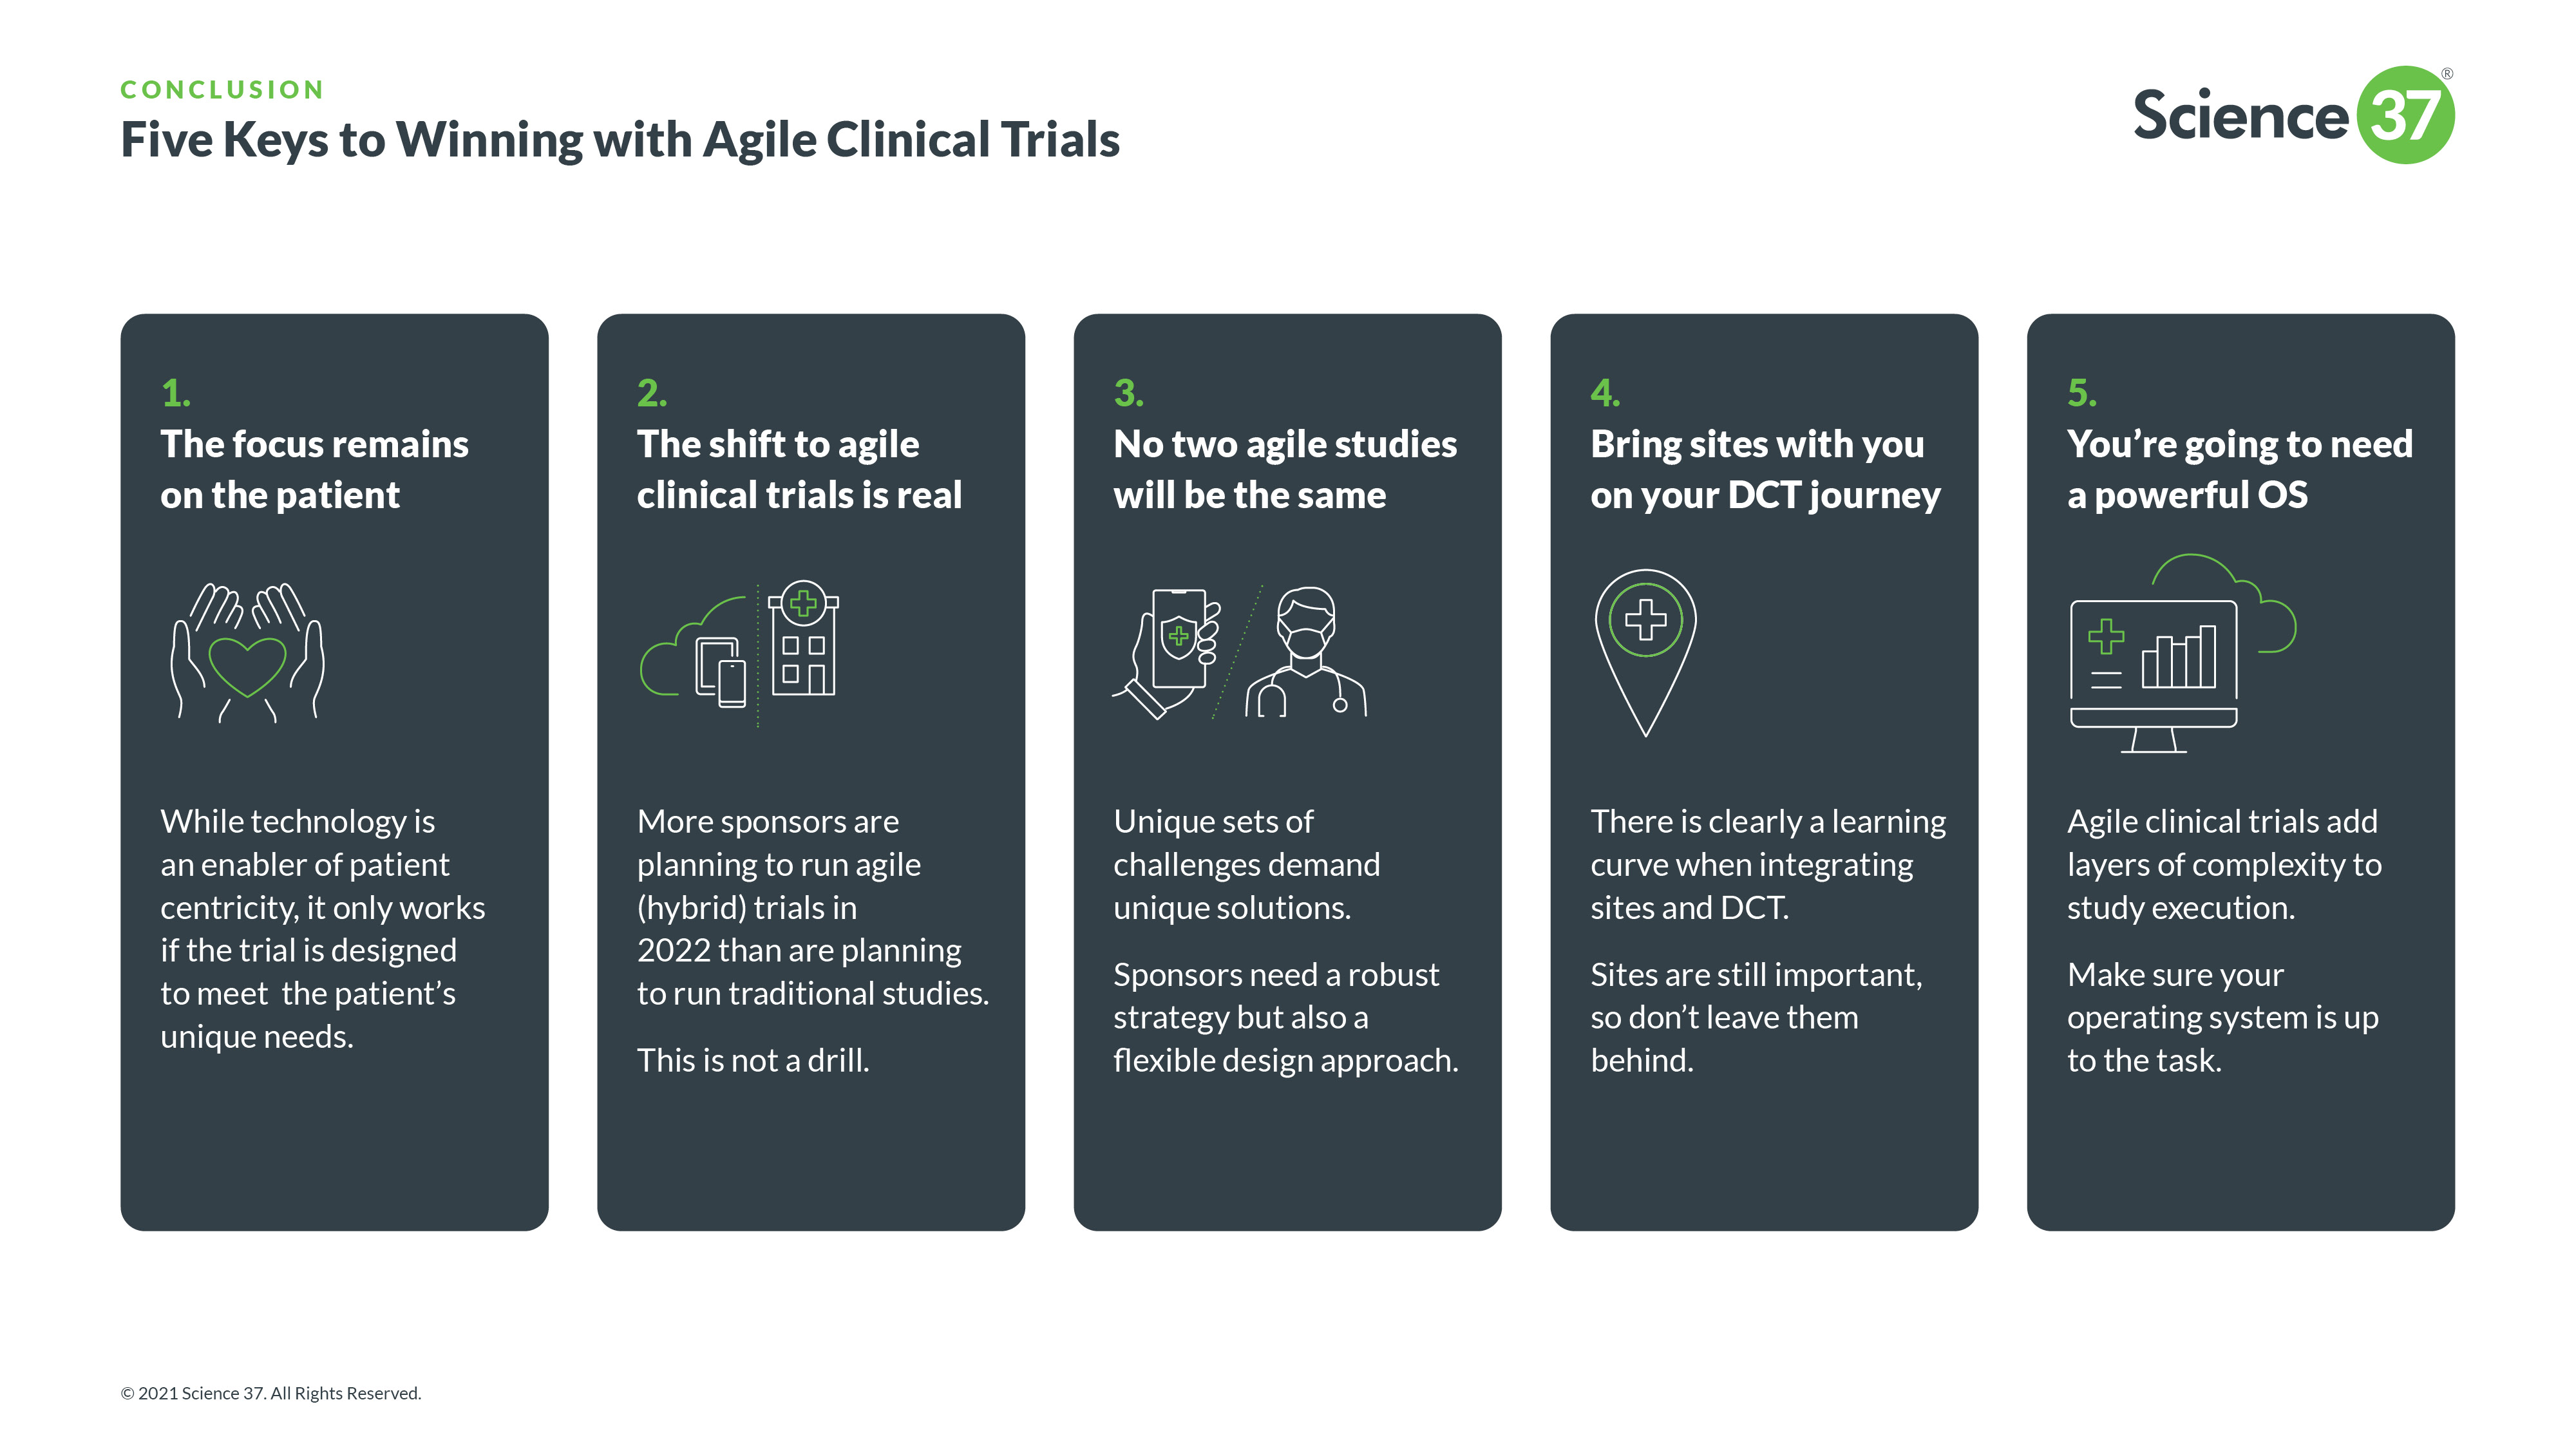 CONCLUSION
Five Keys to Winning with Agile Clinical Trials
Science 37®
1.
The focus remains
on the patient
While technology is
an enabler of patient
centricity, it only works
if the trial is designed
to meet  the patient’s
unique needs.
2.
The shift to agile
clinical trials is real
More sponsors are
planning to run agile
(hybrid) trials in
2022 than are planning
to run traditional studies.
This is not a drill.
3.
No two agile studies
will be the same
Unique sets of
challenges demand
unique solutions.
Sponsors need a robust
strategy but also a
flexible design approach.
4.
Bring sites with you
on your DCT journey
There is clearly a learning
curve when integrating
sites and DCT.
Sites are still important,
so don’t leave them
behind.
5.
You’re going to need
a powerful OS
Agile clinical trials add
layers of complexity to
study execution.
Make sure your
operating system is up
to the task.
© 2021 Science 37. All Rights Reserved.